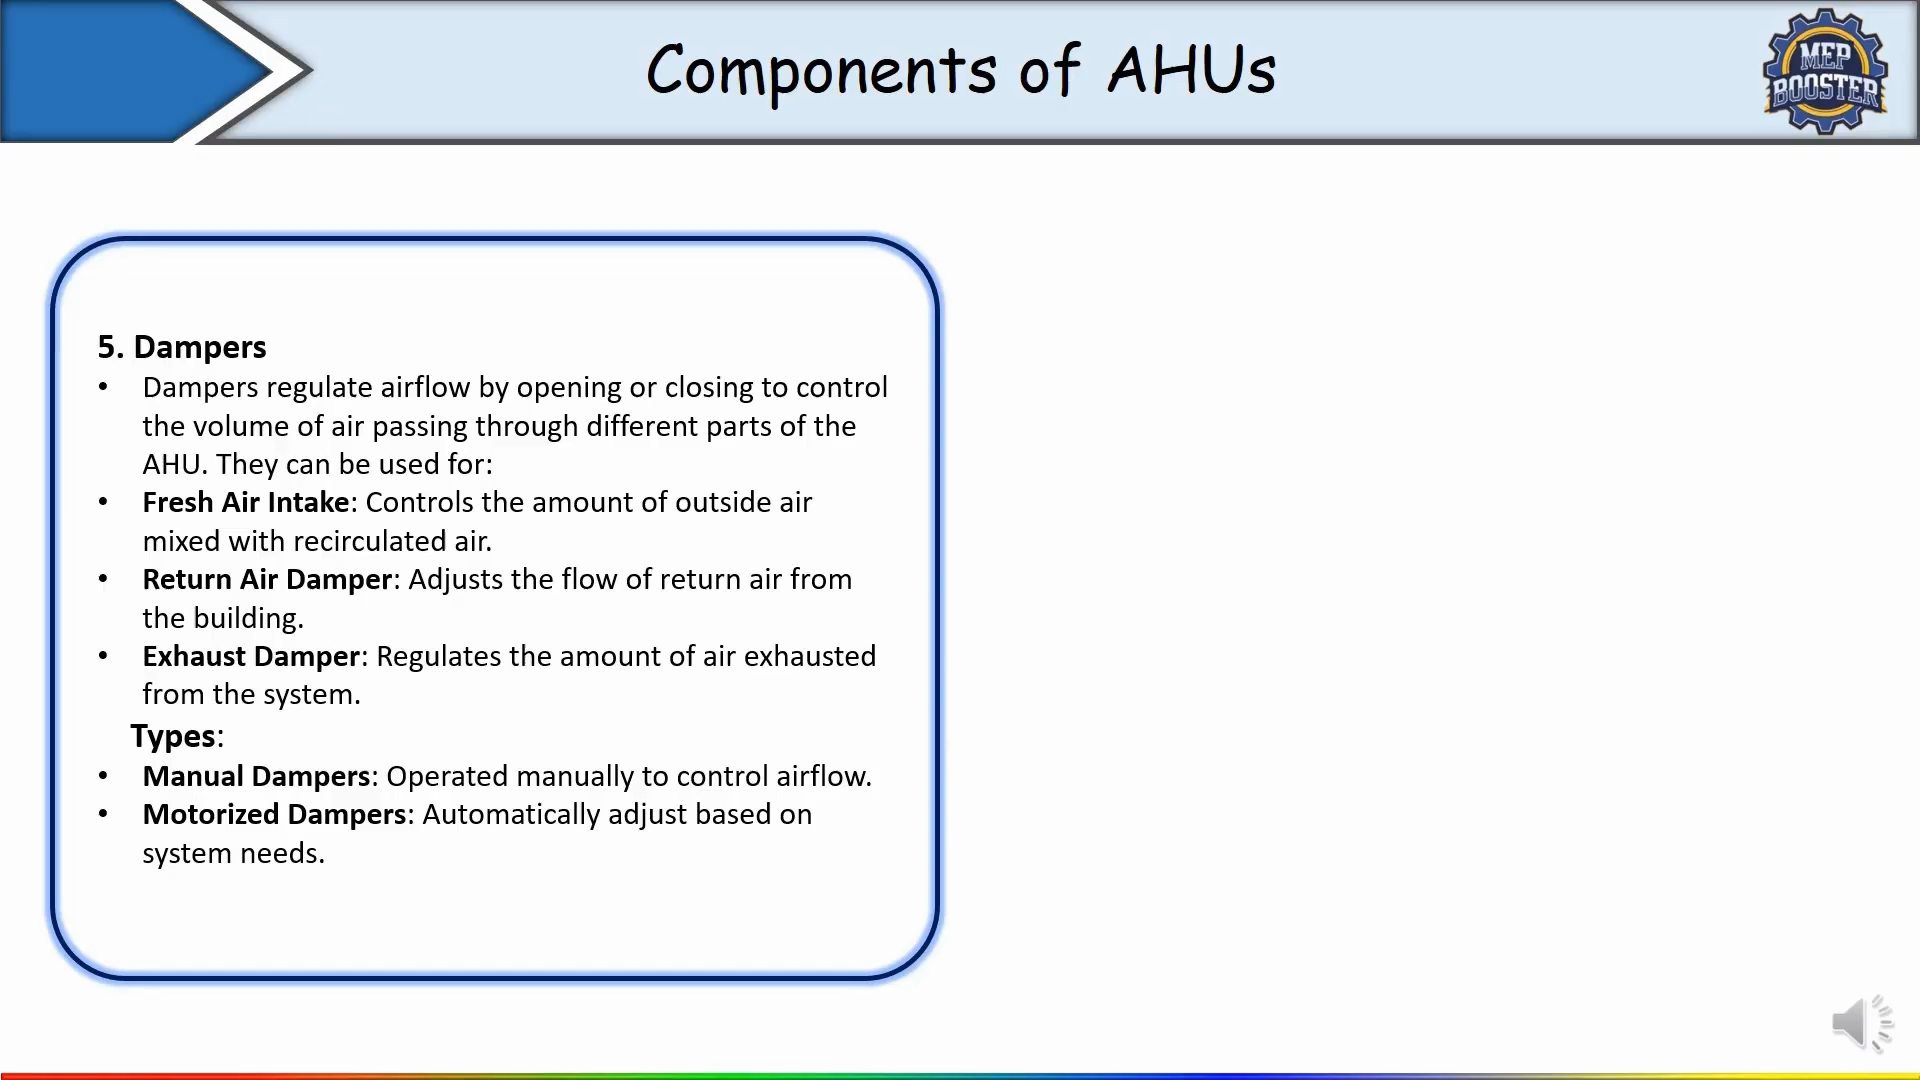 Components of AHUs
MEP
BOOSTER
5. Dampers
• Dampers regulate airflow by opening or closing to control
the volume of air passing through different parts of the
AHU. They can be used for:
• Fresh Air Intake: Controls the amount of outside air
mixed with recirculated air.
• Return Air Damper: Adjusts the flow of return air from
the building.
• Exhaust Damper: Regulates the amount of air exhausted
from the system.
Types:
• Manual Dampers: Operated manually to control airflow.
• Motorized Dampers: Automatically adjust based on
system needs.